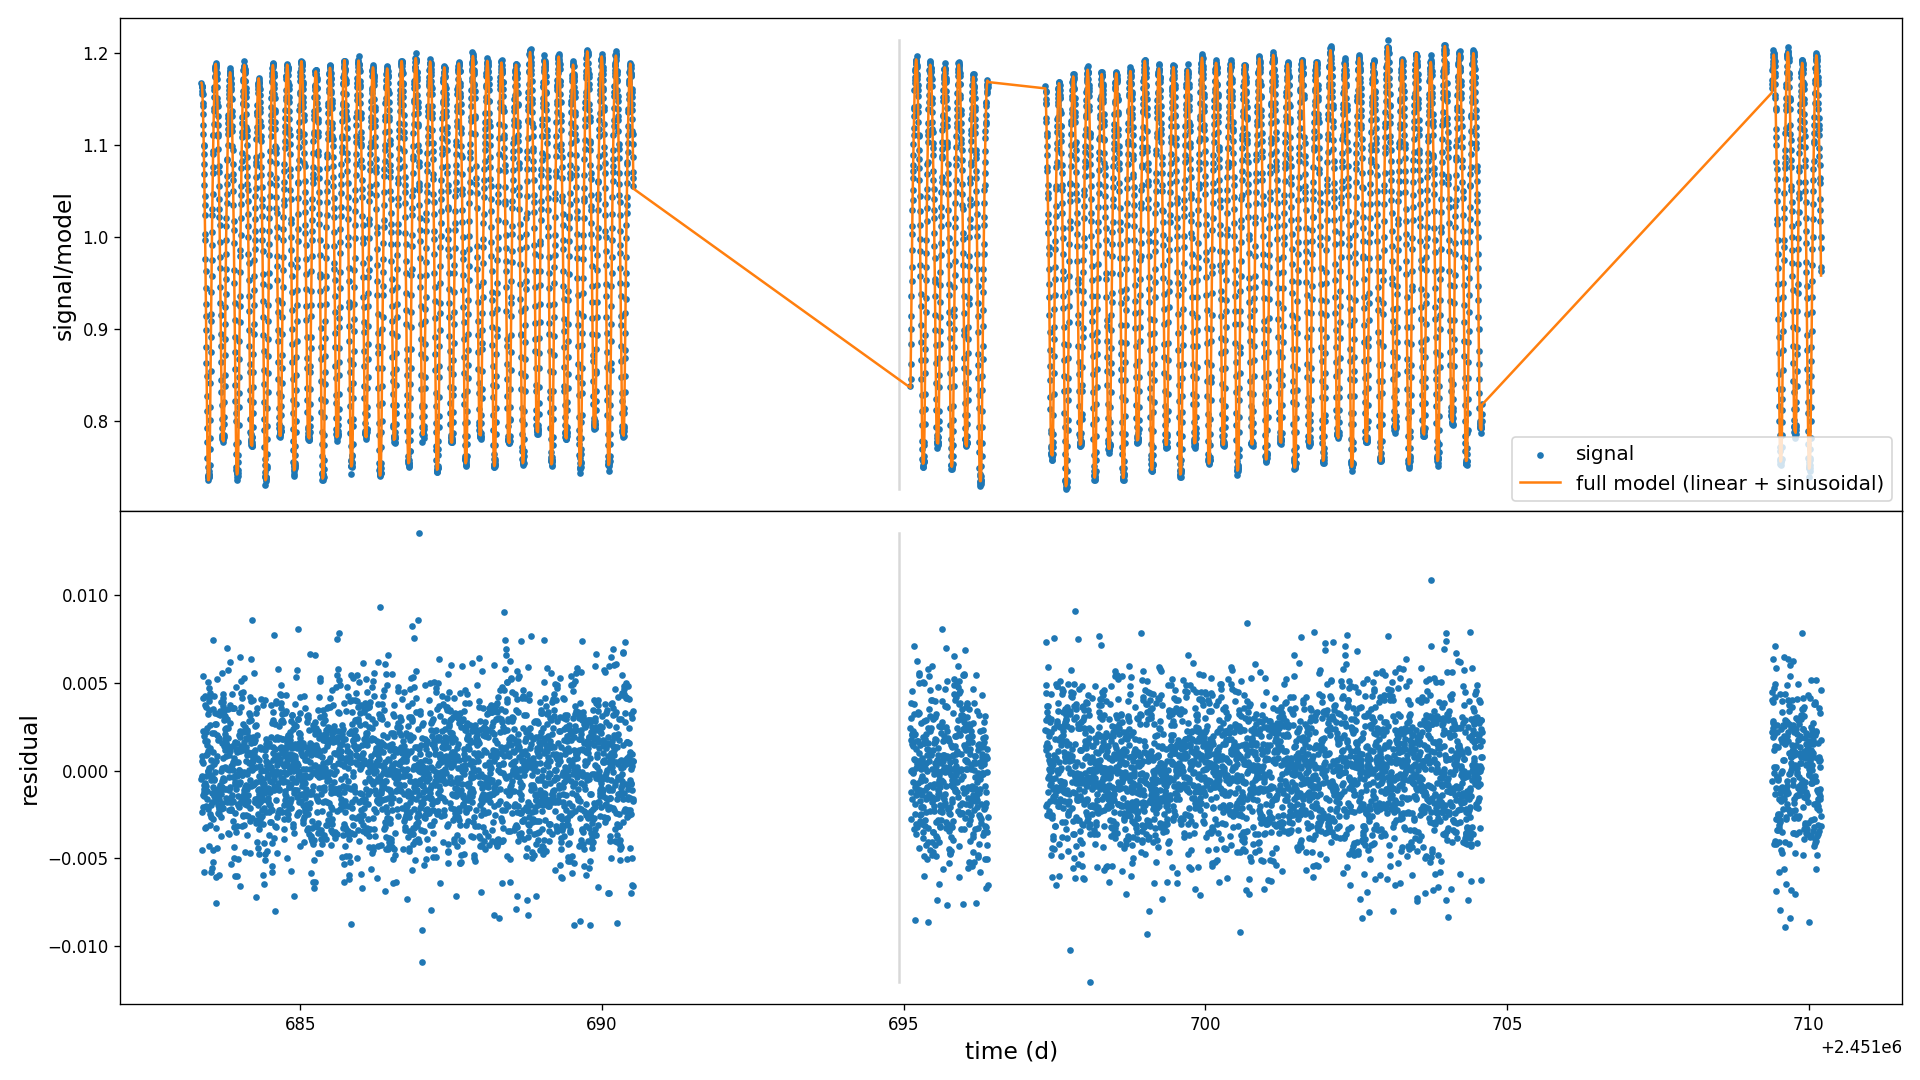 1.2
1.1
1.0
0.9
0.8
signal/model
signal
full model (linear + sinusoidal)
0.010
0.005
0.000
−0.005
−0.010
residual
685 690 695 700 705 710
+2.451e6
time (d)